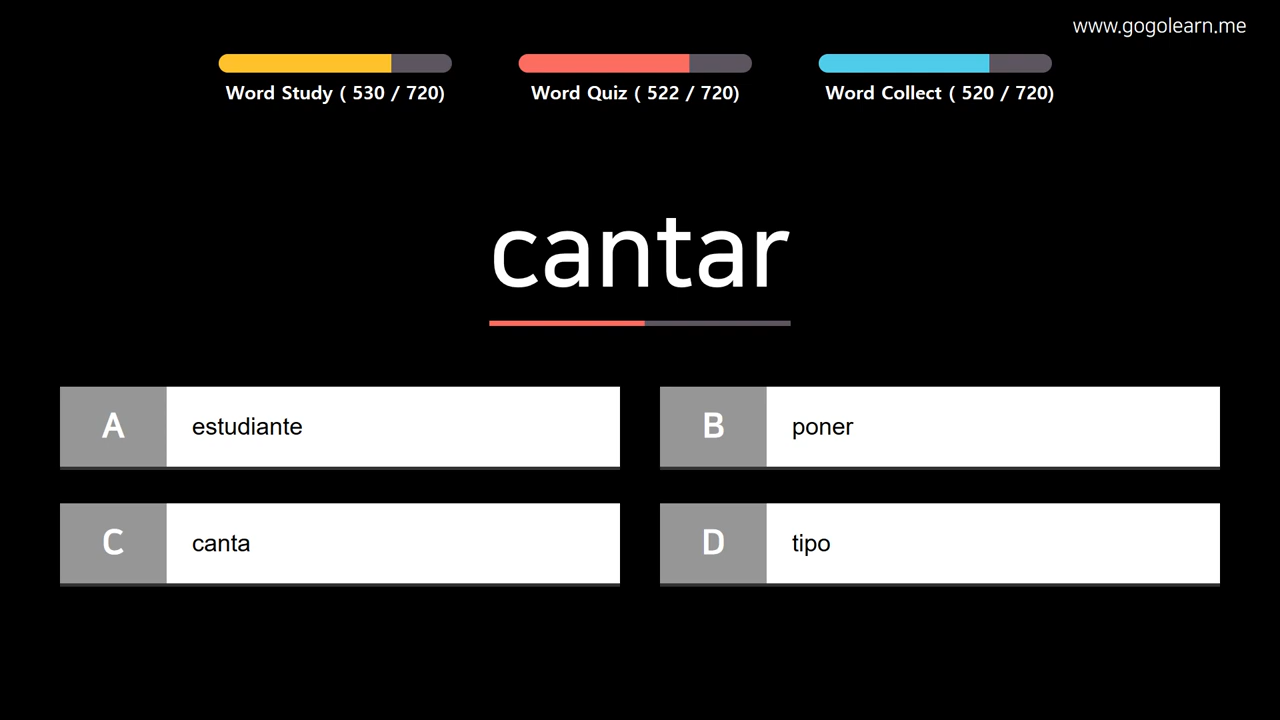 www.gogolearn.me
Word Study ( 530 / 720)
Word Quiz ( 522 / 720)
Word Collect ( 520 / 720)
cantar
A estudiante
B poner
C canta
D tipo